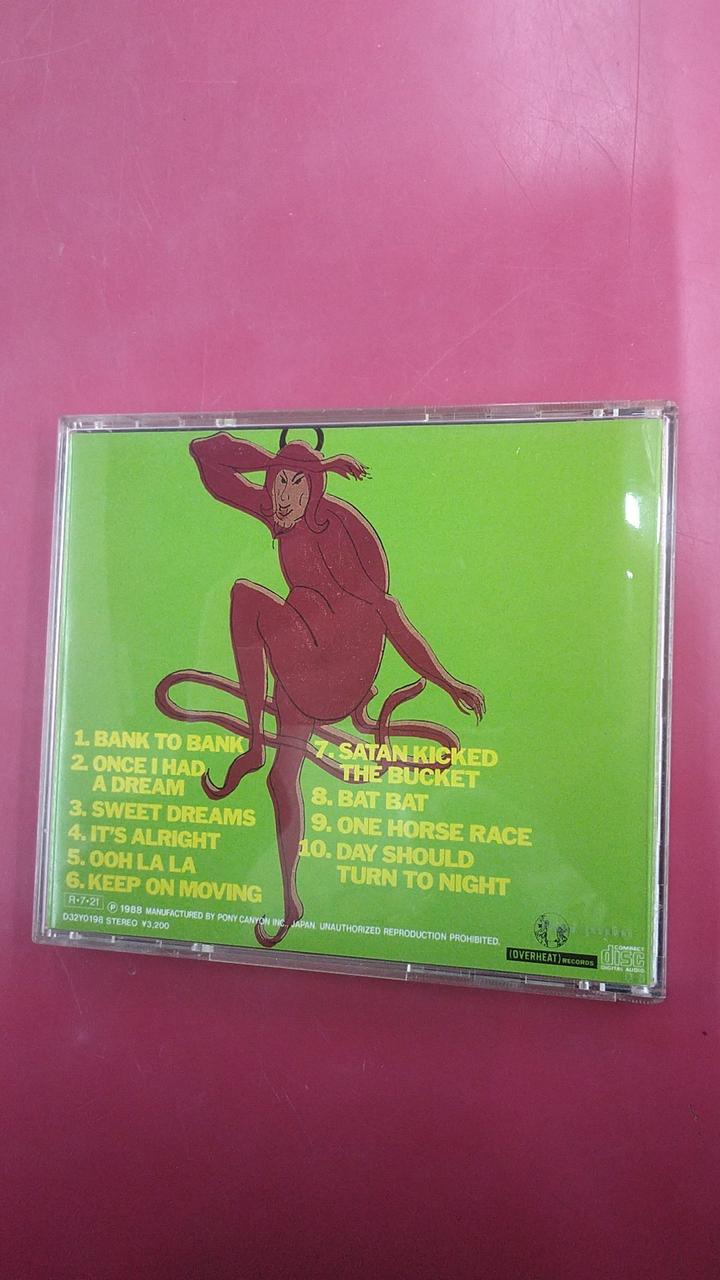 1. BANK TO BANK
2. ONCE I HAD
A DREAM
3. SWEET DREAMS
4. IT'S ALRIGHT
5. OOH LA LA
6. KEEP ON MOVING
7. SATAN KICKED
THE BUCKET
8. BAT BAT
9. ONE HORSE RACE
10. DAY SHOULD
TURN TO NIGHT
R・7・21 Ⓟ 1988 MANUFACTURED BY PONY CANYON INC., JAPAN. UNAUTHORIZED REPRODUCTION PROHIBITED.
D32Y0198 STEREO ¥3,200
(OVERHEAT) RECORDS
COMPACT
disc
DIGITAL AUDIO